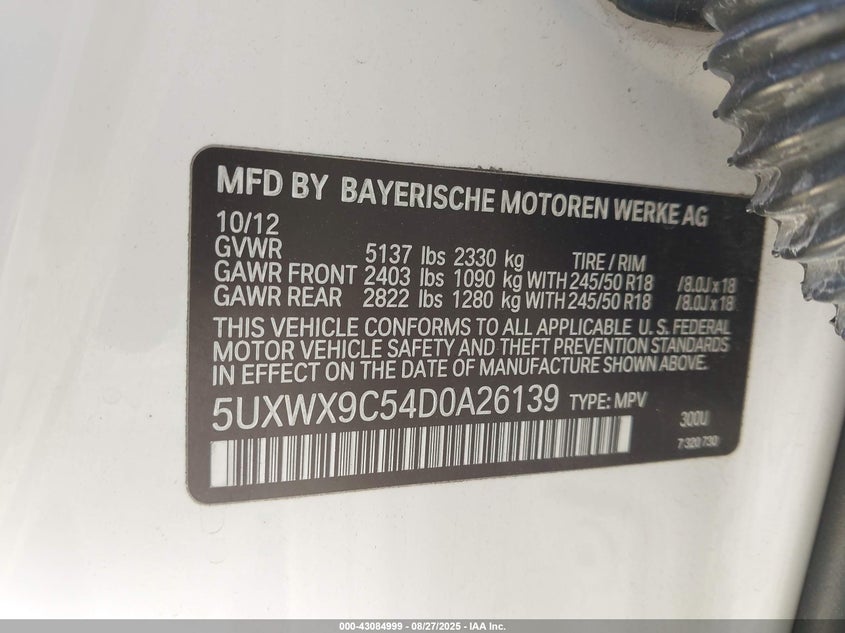 MFD BY BAYERISCHE MOTOREN WERKE AG
10/12
GVWR 5137 lbs 2330 kg TIRE / RIM
GAWR FRONT 2403 lbs 1090 kg WITH 245/50 R18 /8.0J x 18
GAWR REAR 2822 lbs 1280 kg WITH 245/50 R18 /8.0J x 18
THIS VEHICLE CONFORMS TO ALL APPLICABLE U.S. FEDERAL
MOTOR VEHICLE SAFETY AND THEFT PREVENTION STANDARDS
IN EFFECT ON THE DATE OF MANUFACTURE SHOWN ABOVE.
5UXWX9C54D0A26139 TYPE: MPV
300U
7 320 730
000-43084999 - 08/27/2025 - IAA Inc.